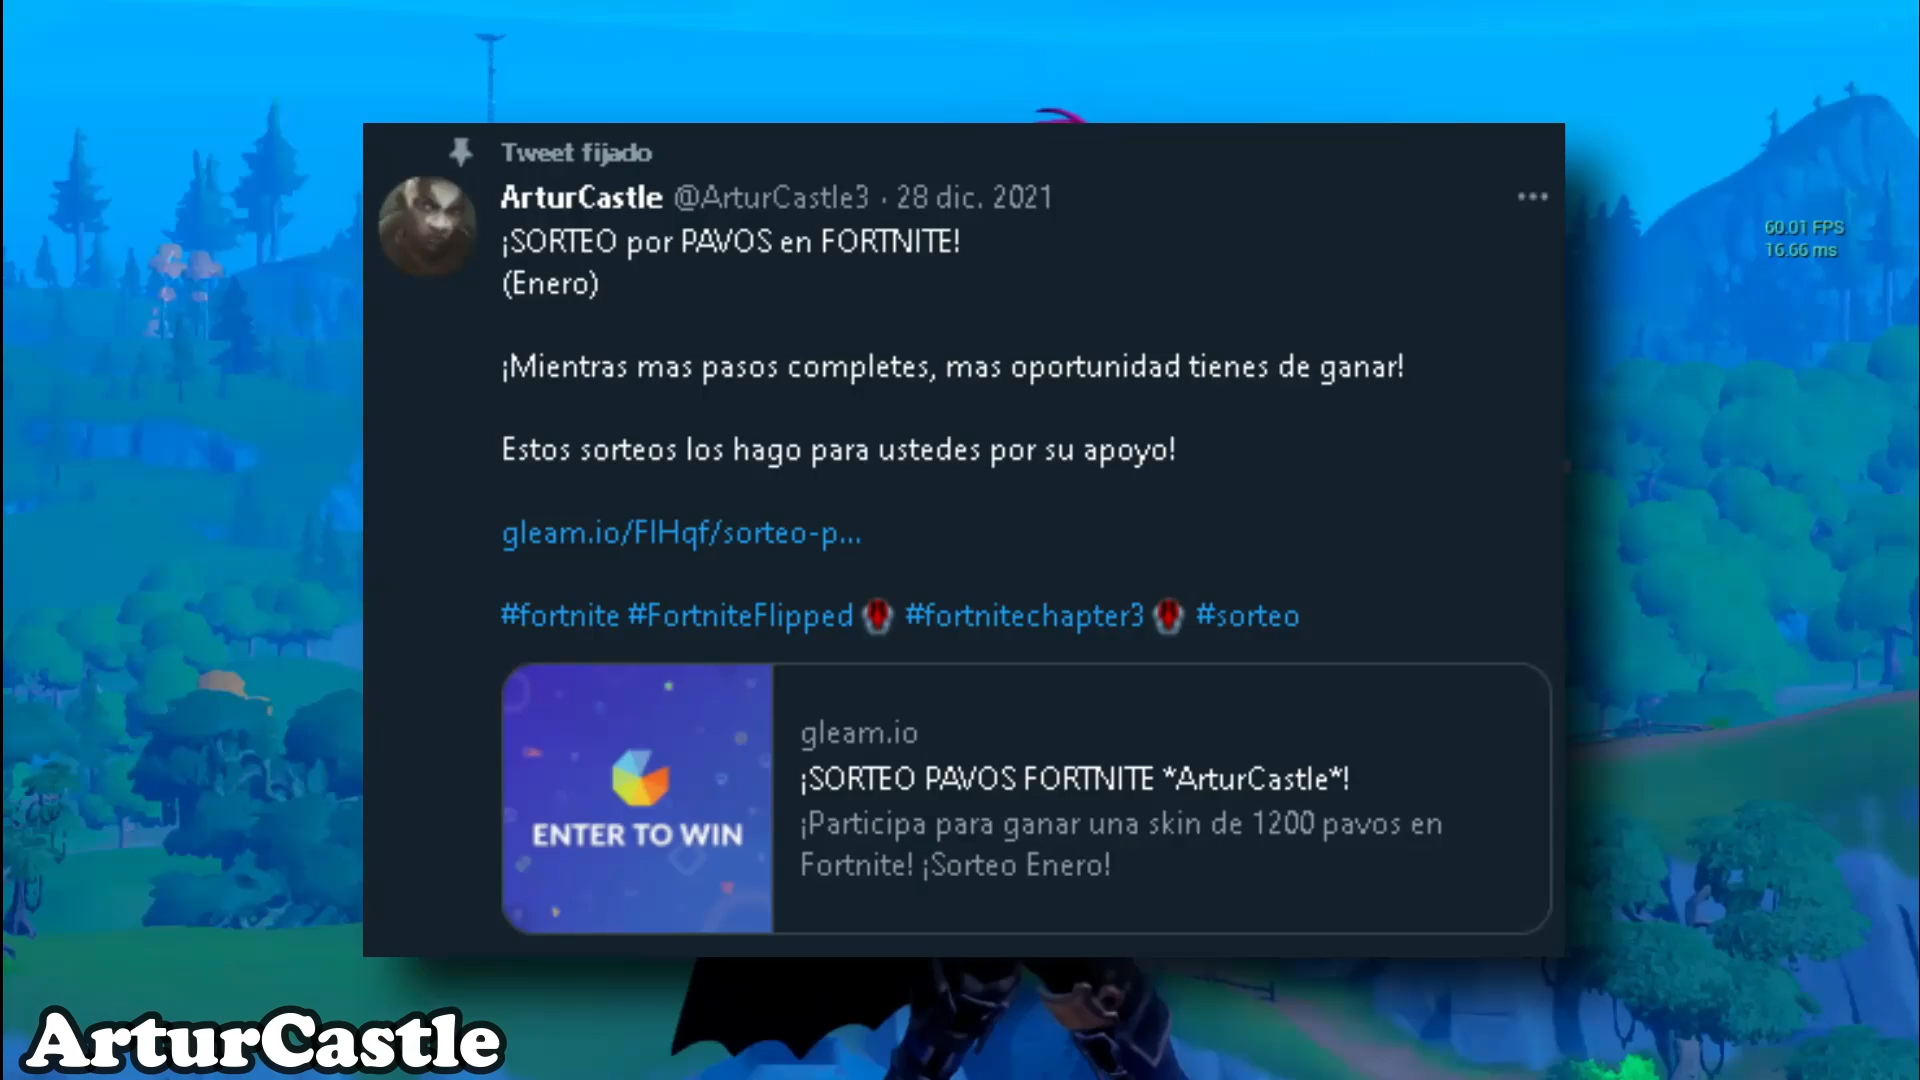 Tweet fijado
ArturCastle @ArturCastle3 · 28 dic. 2021
¡SORTEO por PAVOS en FORTNITE!
(Enero)
¡Mientras mas pasos completes, mas oportunidad tienes de ganar!
Estos sorteos los hago para ustedes por su apoyo!
gleam.io/FlHqf/sorteo-p...
#fortnite #FortniteFlipped #fortnitechapter3 #sorteo
gleam.io
¡SORTEO PAVOS FORTNITE *ArturCastle*!
¡Participa para ganar una skin de 1200 pavos en
Fortnite! ¡Sorteo Enero!
ENTER TO WIN
60.01 FPS
16.66 ms
ArturCastle